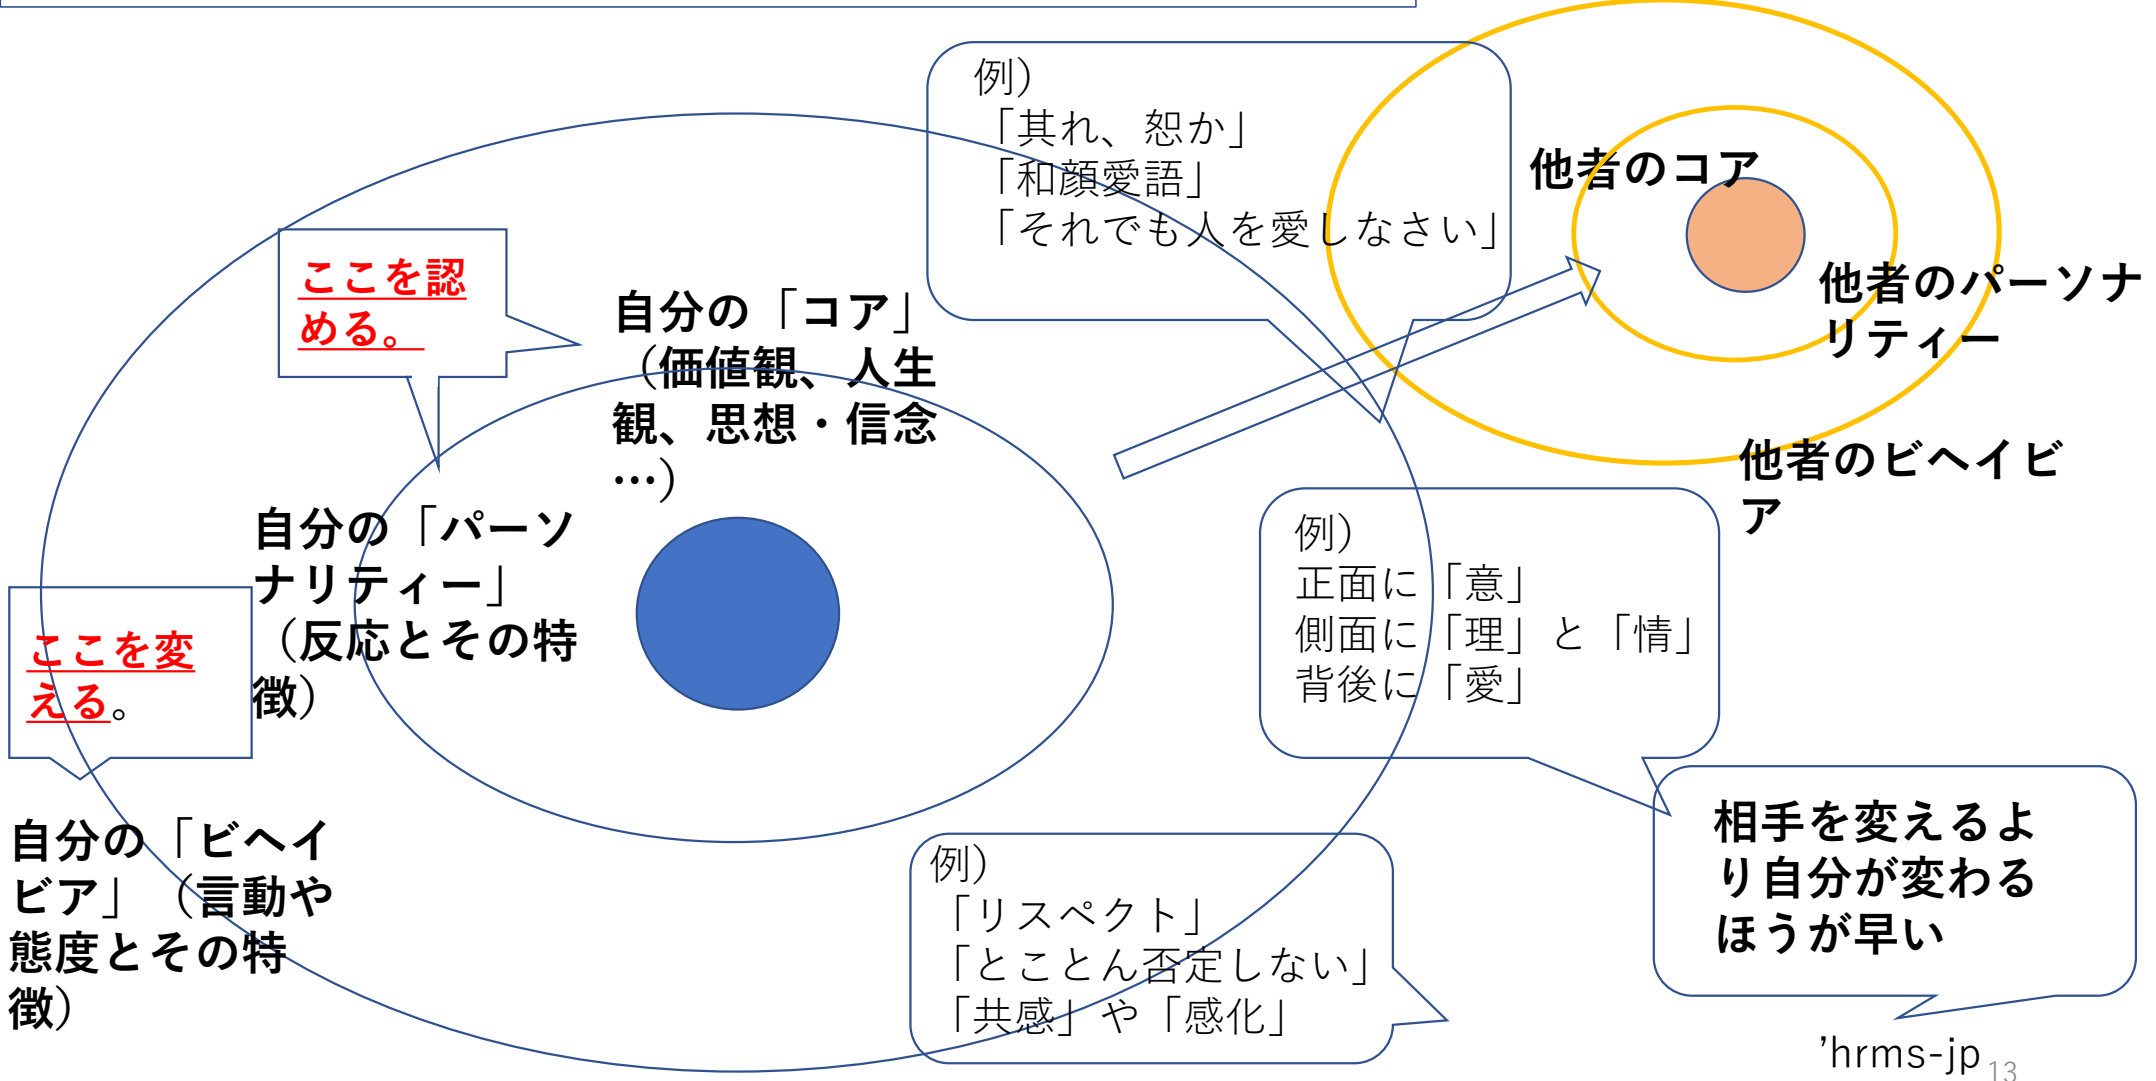 例）
「其れ、恕か」
「和顔愛語」
「それでも人を愛しなさい」
他者のコア
他者のパーソナ
リティー
他者のビヘイビ
ア
ここを認
める。
自分の「コア」
（価値観、人生
観、思想・信念
…）
自分の「パーソ
ナリティー」
（反応とその特
徴）
ここを変
える。
自分の「ビヘイ
ビア」（言動や
態度とその特
徴）
例）
正面に「意」
側面に「理」と「情」
背後に「愛」
例）
「リスペクト」
「とことん否定しない」
「共感」や「感化」
相手を変えるよ
り自分が変わる
ほうが早い
’hrms-jp
13